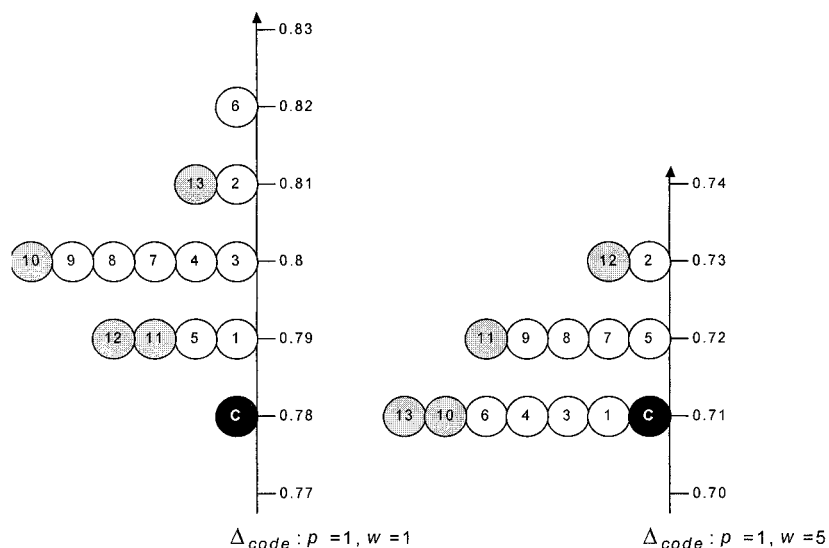 0.83
6 0.82
13 2 0.81 0.74
10 9 8 7 4 3 0.8 12 2 0.73
12 11 5 1 0.79 11 9 8 7 5 0.72
C 0.78 13 10 6 4 3 1 C 0.71
0.77 0.70
Δcode : p =1, w =1 Δcode : p =1, w =5